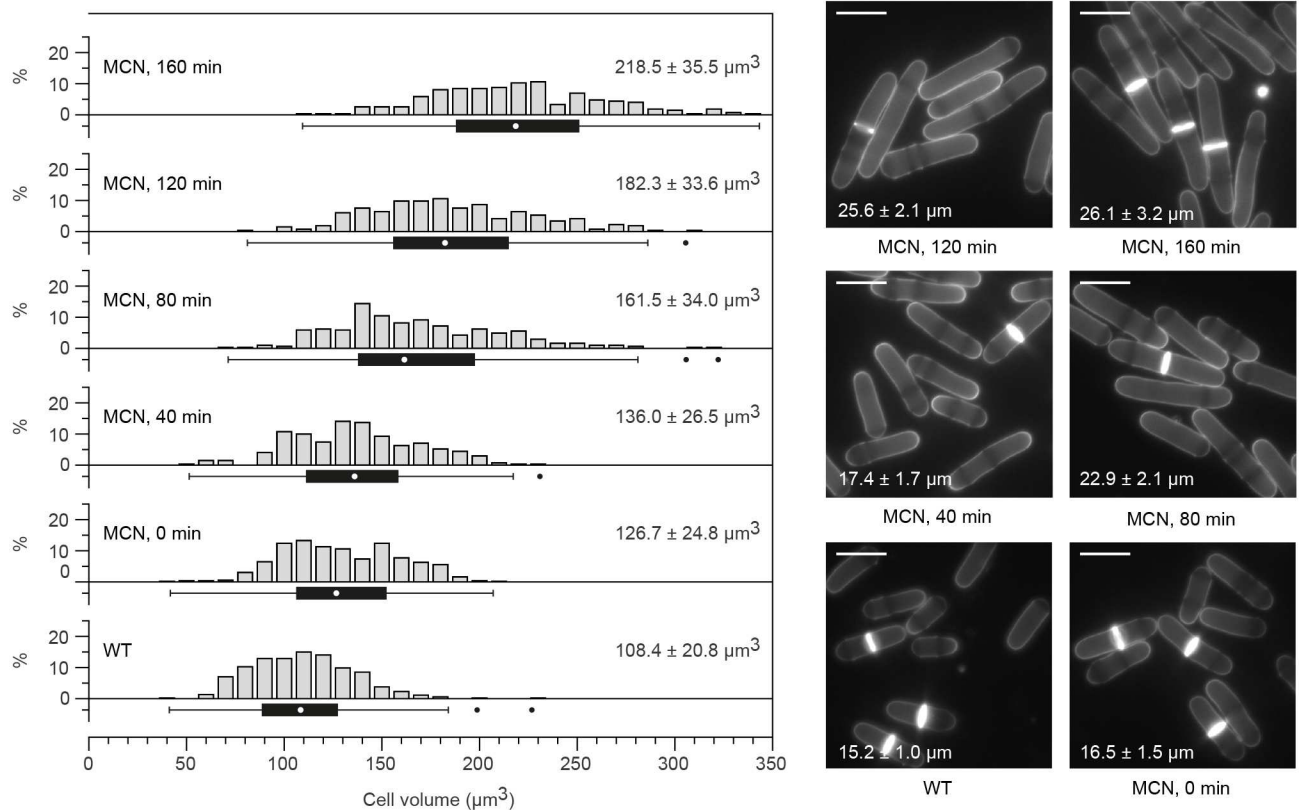 20
10
0
%
MCN, 160 min
218.5 ± 35.5 µm³
20
10
0
%
MCN, 120 min
182.3 ± 33.6 µm³
20
10
0
%
MCN, 80 min
161.5 ± 34.0 µm³
20
10
0
%
MCN, 40 min
136.0 ± 26.5 µm³
20
10
0
%
MCN, 0 min
126.7 ± 24.8 µm³
20
10
0
%
WT
108.4 ± 20.8 µm³
0 50 100 150 200 250 300 350
Cell volume (µm³)
25.6 ± 2.1 µm
MCN, 120 min
26.1 ± 3.2 µm
MCN, 160 min
17.4 ± 1.7 µm
MCN, 40 min
22.9 ± 2.1 µm
MCN, 80 min
15.2 ± 1.0 µm
WT
16.5 ± 1.5 µm
MCN, 0 min